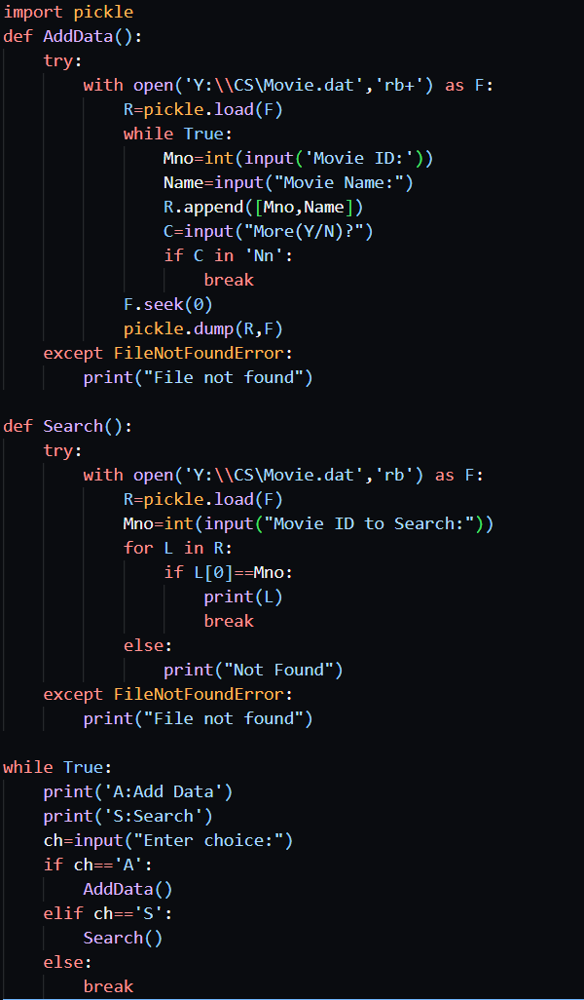 import pickle
def AddData():
    try:
        with open('Y:\\CS\Movie.dat','rb+') as F:
            R=pickle.load(F)
            while True:
                Mno=int(input('Movie ID:'))
                Name=input("Movie Name:")
                R.append([Mno,Name])
                C=input("More(Y/N)?")
                if C in 'Nn':
                    break
            F.seek(0)
            pickle.dump(R,F)
    except FileNotFoundError:
        print("File not found")

def Search():
    try:
        with open('Y:\\CS\Movie.dat','rb') as F:
            R=pickle.load(F)
            Mno=int(input("Movie ID to Search:"))
            for L in R:
                if L[0]==Mno:
                    print(L)
                    break
            else:
                print("Not Found")
    except FileNotFoundError:
        print("File not found")

while True:
    print('A:Add Data')
    print('S:Search')
    ch=input("Enter choice:")
    if ch=='A':
        AddData()
    elif ch=='S':
        Search()
    else:
        break